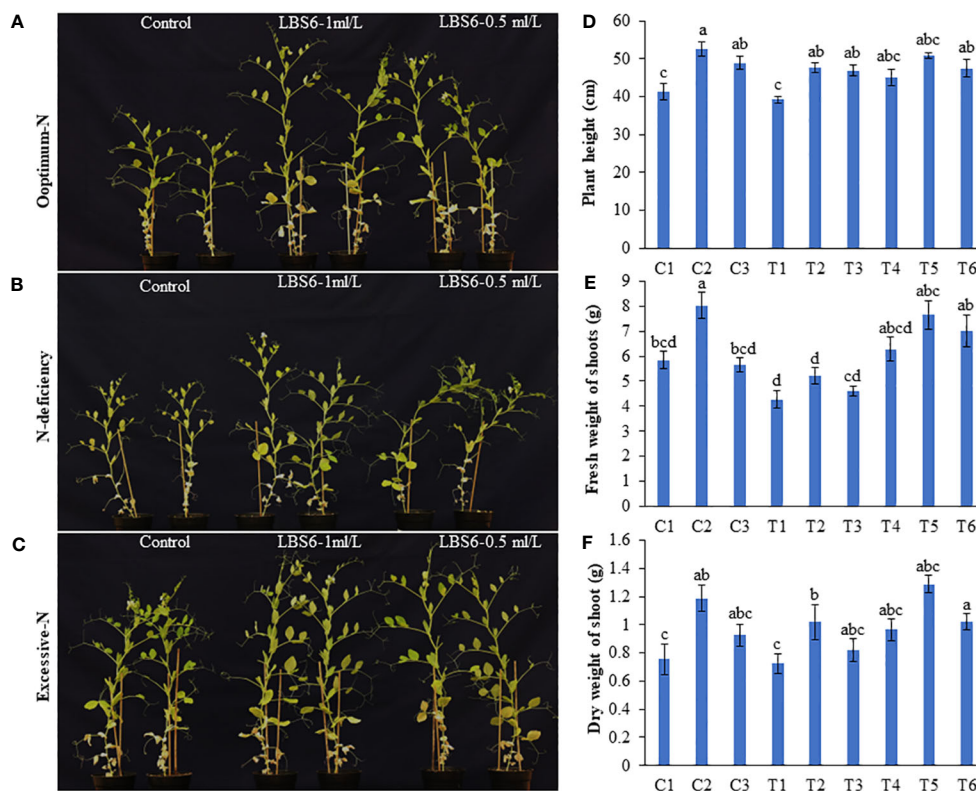 A
Control LBS6-1ml/L LBS6-0.5 ml/L
Ooptimum-N
B
Control LBS6-1ml/L LBS6-0.5 ml/L
N-deficiency
C
Control LBS6-1ml/L LBS6-0.5 ml/L
Excessive-N
D
Plant height (cm)
60
50
40
30
20
10
0
c a ab c ab ab abc abc ab
C1 C2 C3 T1 T2 T3 T4 T5 T6
E
Fresh weight of shoots (g)
9
8
7
6
5
4
3
2
1
0
bcd a bcd d d cd abcd abc ab
C1 C2 C3 T1 T2 T3 T4 T5 T6
F
Dry weight of shoot (g)
1.6
1.4
1.2
1
0.8
0.6
0.4
0.2
0
c ab abc c b abc abc abc a
C1 C2 C3 T1 T2 T3 T4 T5 T6